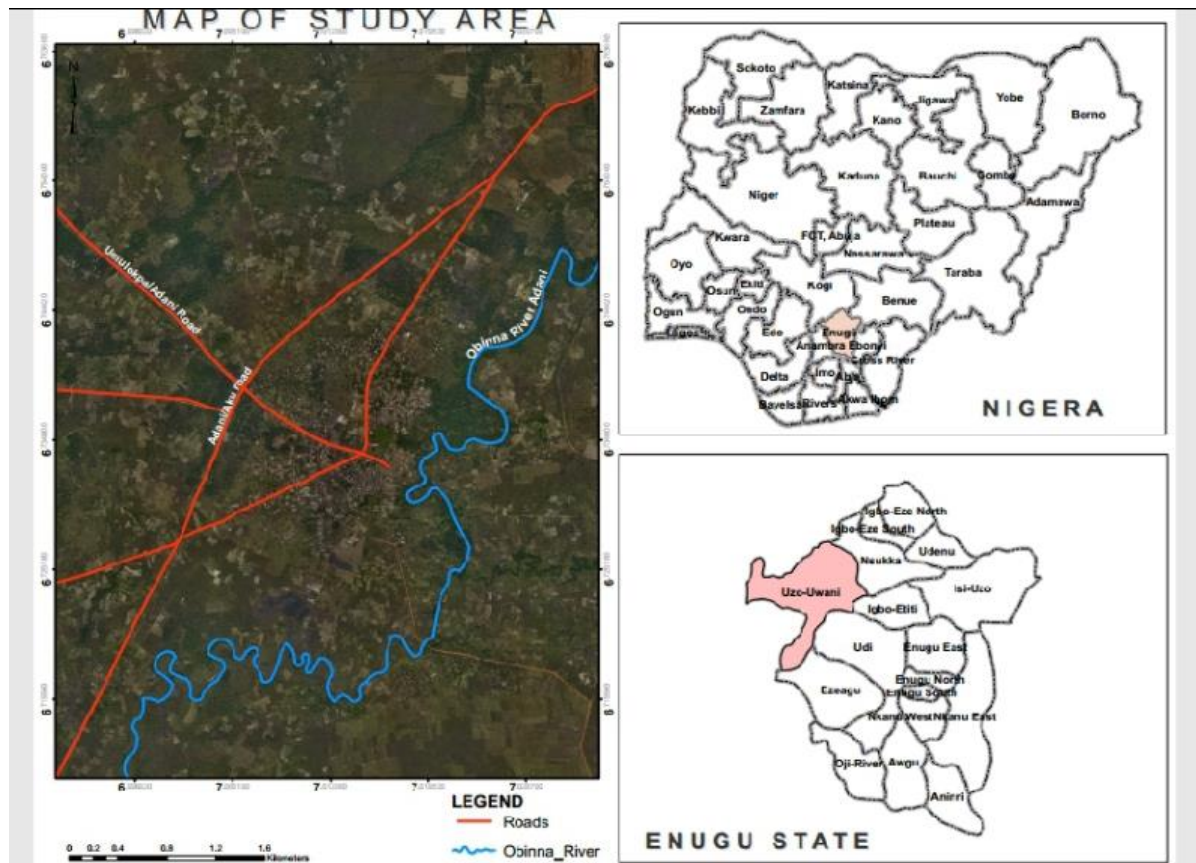 MAP OF STUDY AREA
N
Umulokpa/Adani Road
Adani/Aku road
Obinna River Adani
0 0.2 0.4 0.8 1.2 1.6
Kilometers
LEGEND
Roads
Obinna_River
Sokoto
Katsina
Jigawa
Yobe
Borno
Kebbi
Zamfara
Kano
Niger
Kaduna
Bauchi
Gombe
Adamawa
Plateau
Kwara
FCT, Abuja
Nassarawa
Oyo
Taraba
Kogi
Osun
Ekiti
Benue
Ogun
Ondo
Lagos
Edo
Enugu
Anambra
Ebonyi
Cross River
Delta
Imo
Abia
Bayelsa
Rivers
Akwa Ibom
NIGERA
Igbo-Eze North
Igbo-Eze South
Udenu
Nsukka
Uzo-Uwani
Isi-Uzo
Igbo-Etiti
Udi
Enugu East
Enugu North
Ezeagu
Enugu South
Nkanu West
Nkanu East
Oji-River
Awgu
Aninri
ENUGU STATE